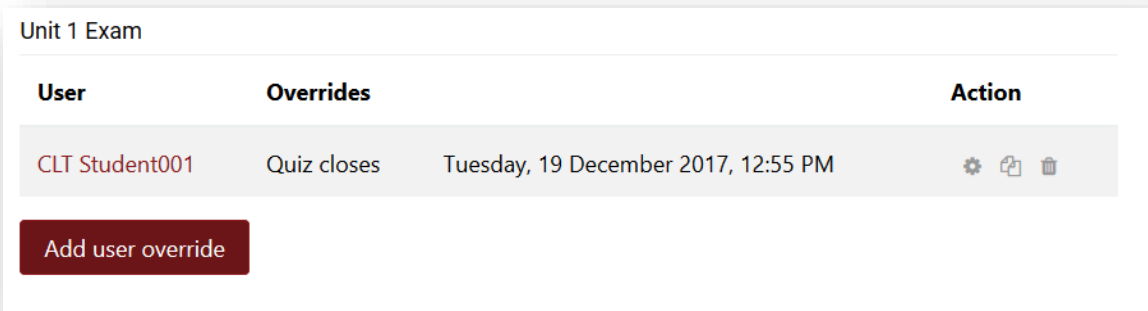 Unit 1 Exam
User Overrides Action
CLT Student001 Quiz closes Tuesday, 19 December 2017, 12:55 PM
Add user override